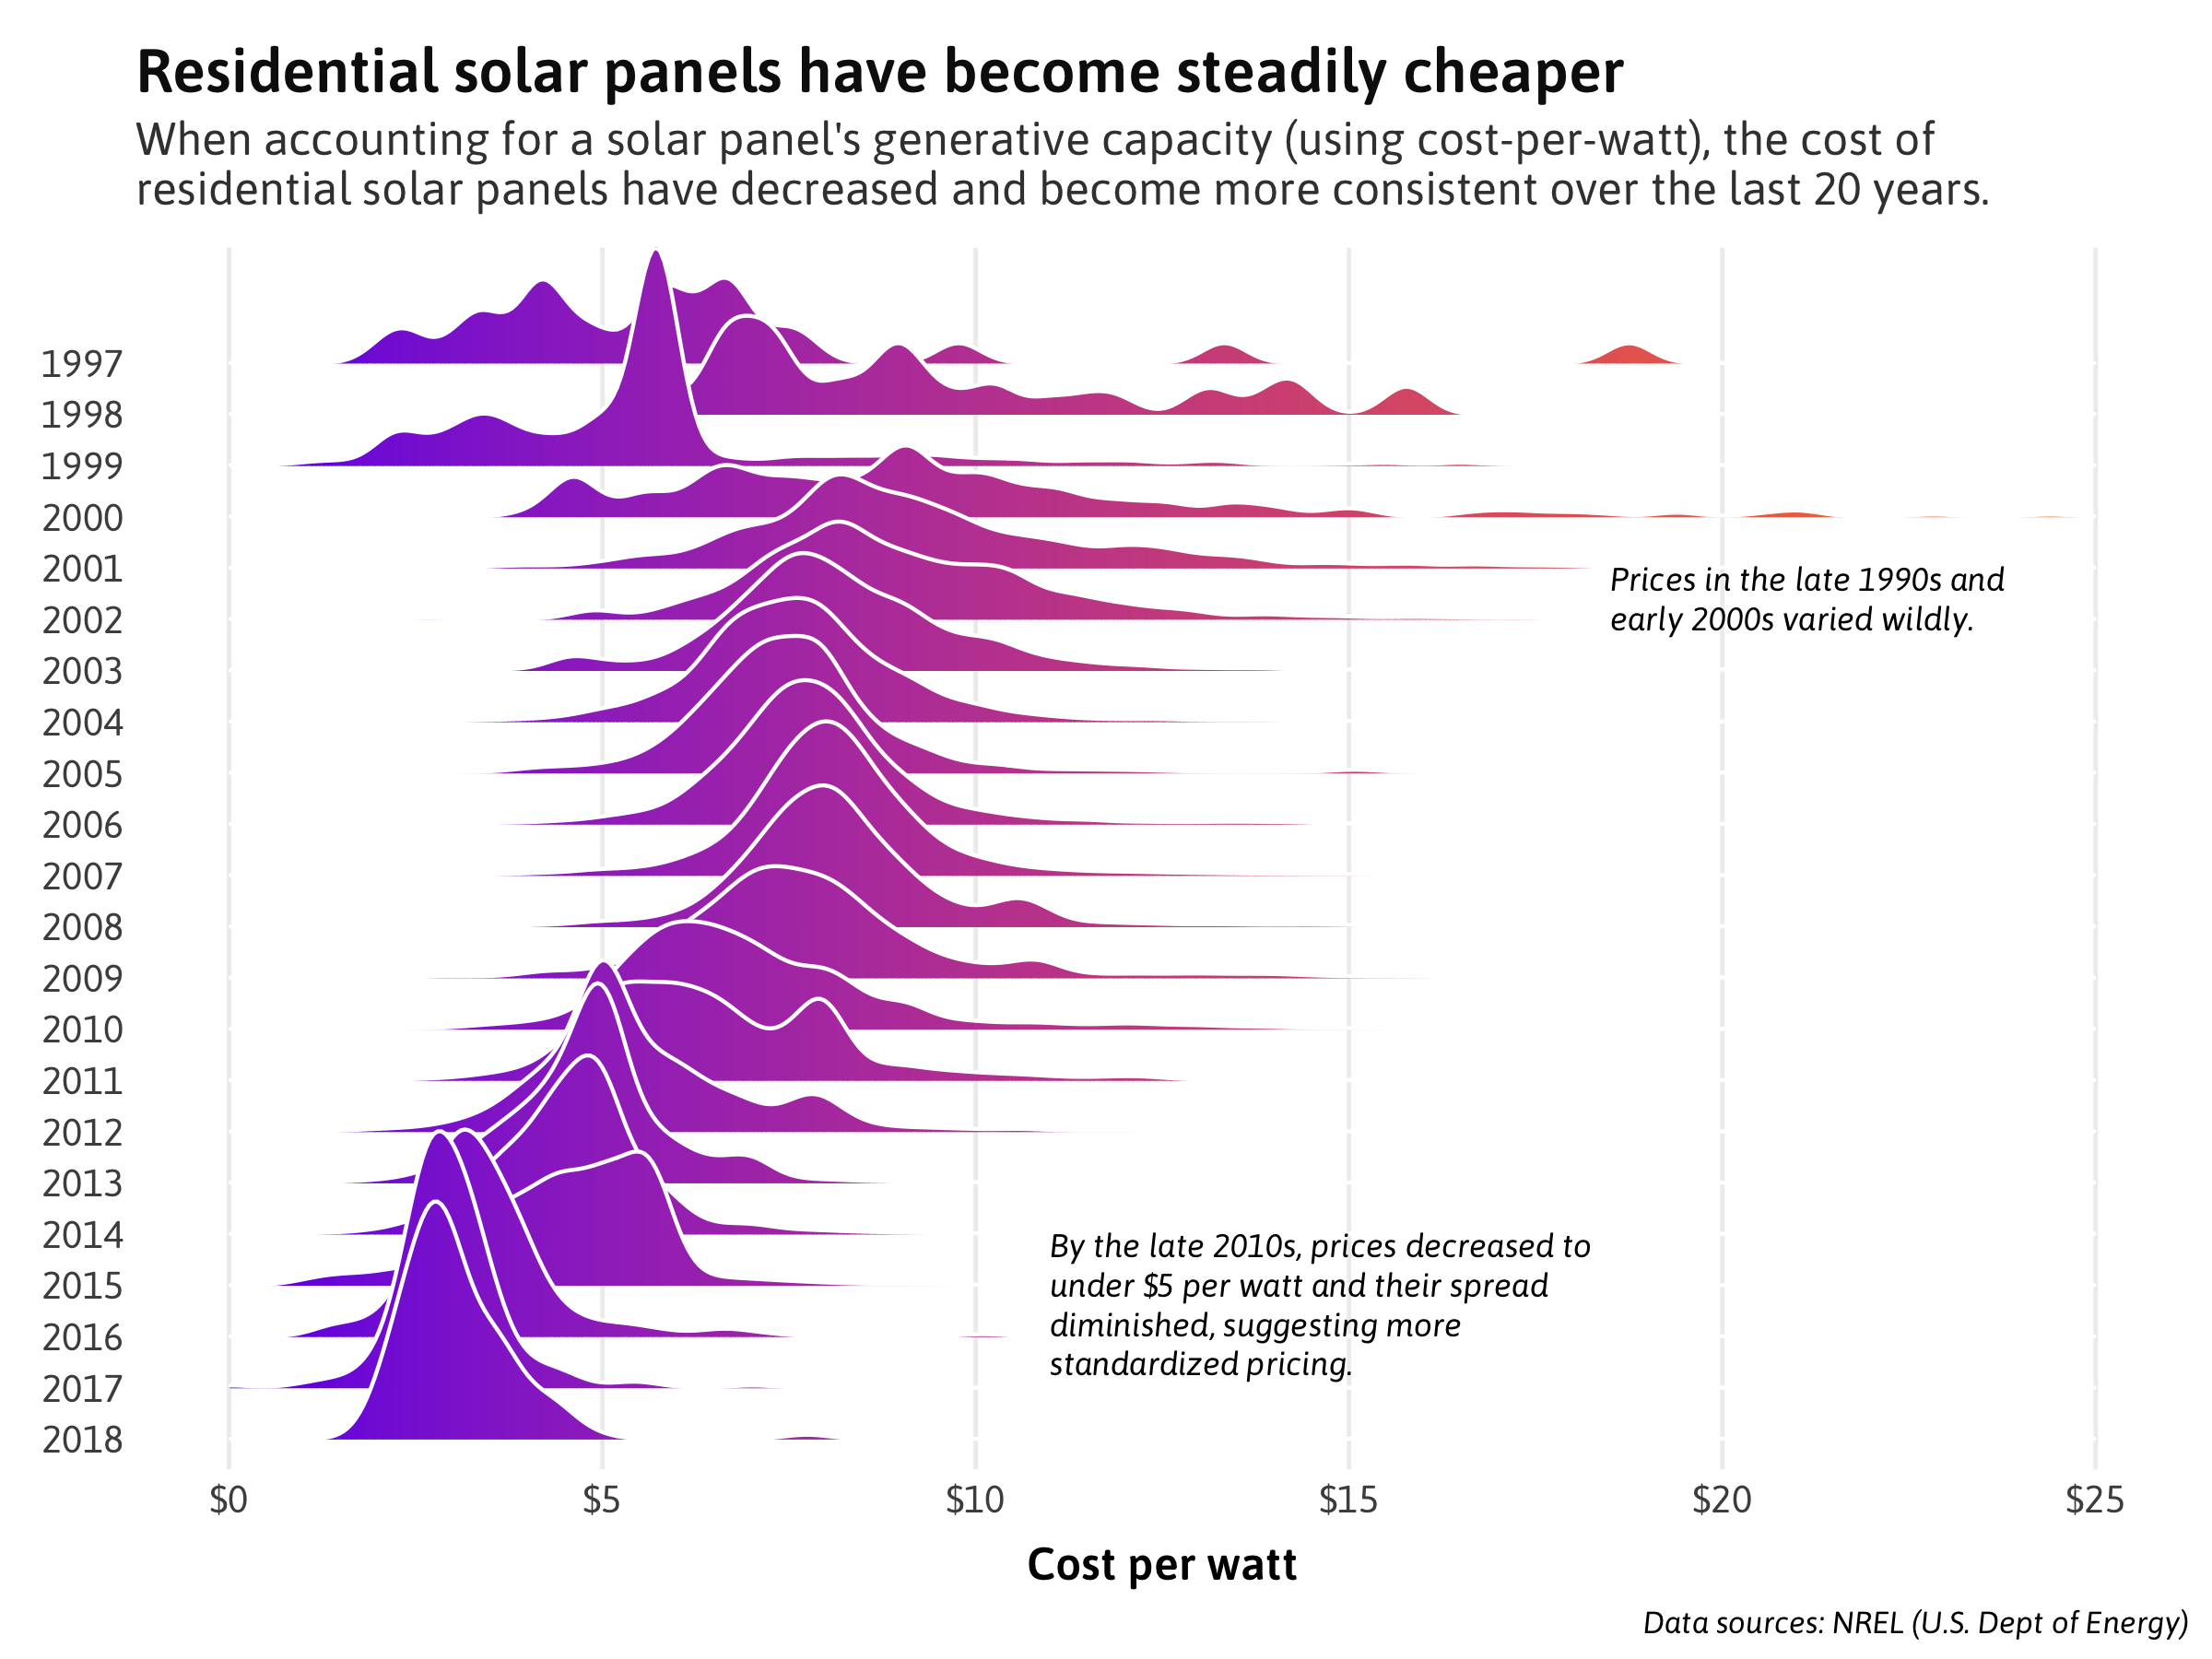 Residential solar panels have become steadily cheaper
When accounting for a solar panel's generative capacity (using cost-per-watt), the cost of
residential solar panels have decreased and become more consistent over the last 20 years.
1997
1998
1999
2000
2001
Prices in the late 1990s and
early 2000s varied wildly.
2002
2003
2004
2005
2006
2007
2008
2009
2010
2011
2012
2013
2014
By the late 2010s, prices decreased to
under $5 per watt and their spread
diminished, suggesting more
standardized pricing.
2015
2016
2017
2018
$0 $5 $10 $15 $20 $25
Cost per watt
Data sources: NREL (U.S. Dept of Energy)